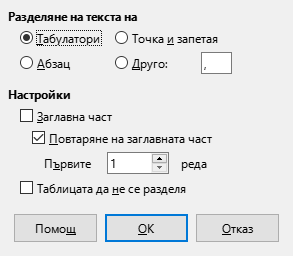 Разделяне на текста на
Табулатори Точка и запетая
Абзац Друго: ,
Настройки
Заглавна част
Повтаряне на заглавната част
Първите 1 реда
Таблицата да не се разделя
Помощ ОК Отказ